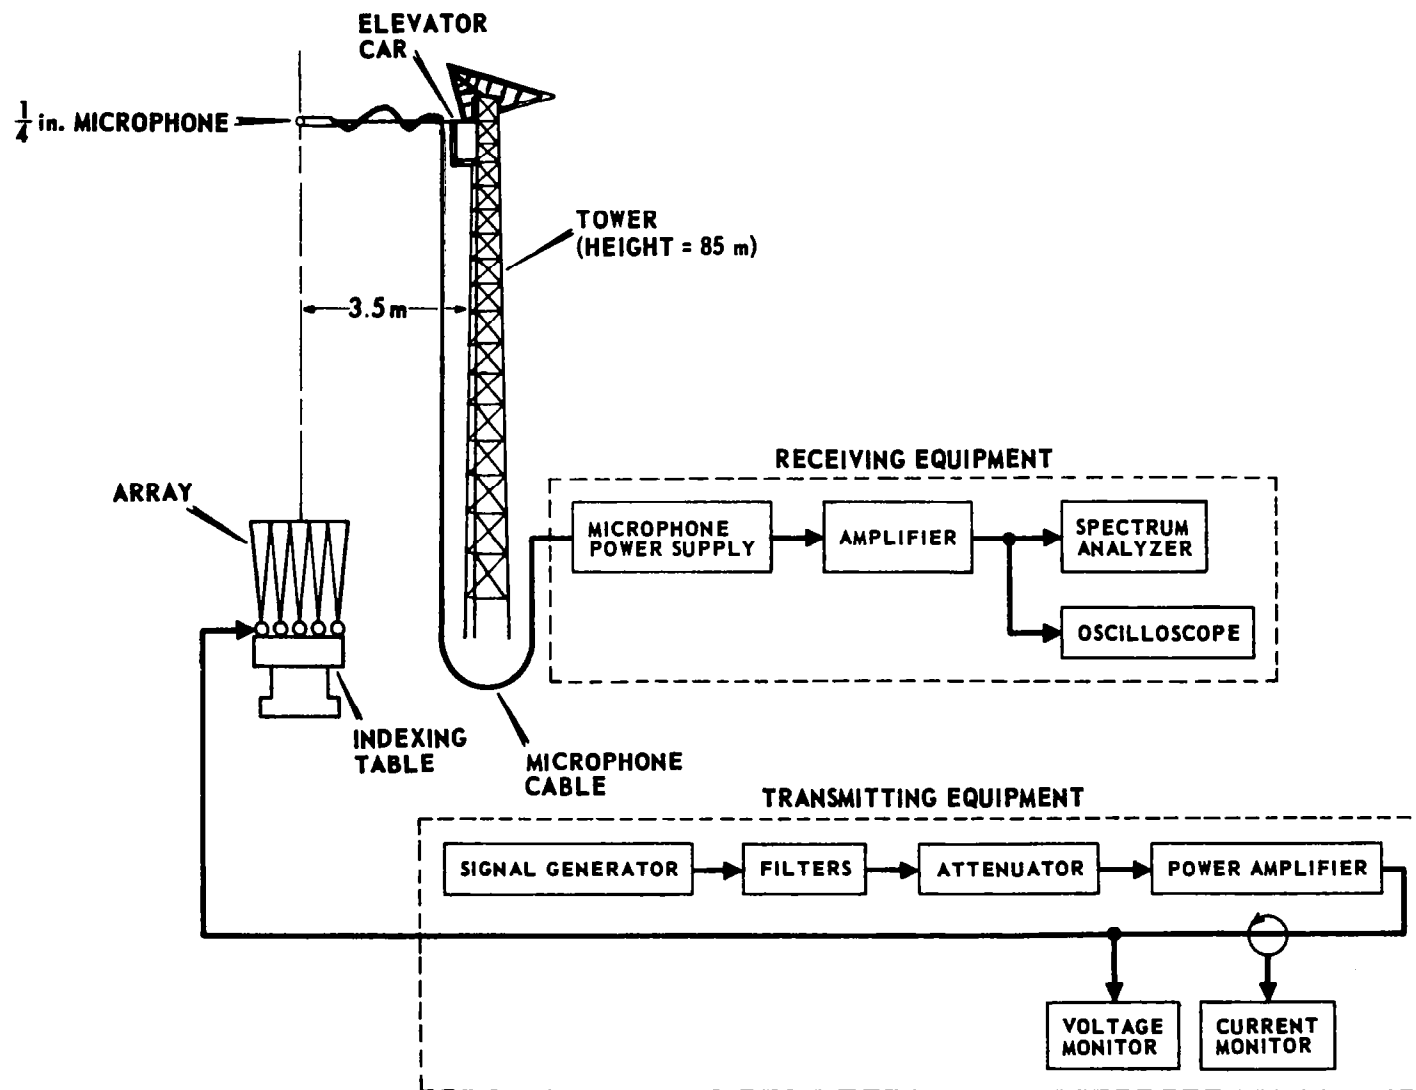 ELEVATOR
CAR
1/4 in. MICROPHONE
TOWER
(HEIGHT = 85 m)
3.5 m
RECEIVING EQUIPMENT
ARRAY
MICROPHONE
POWER SUPPLY
AMPLIFIER
SPECTRUM
ANALYZER
OSCILLOSCOPE
INDEXING
TABLE
MICROPHONE
CABLE
TRANSMITTING EQUIPMENT
SIGNAL GENERATOR
FILTERS
ATTENUATOR
POWER AMPLIFIER
VOLTAGE
MONITOR
CURRENT
MONITOR